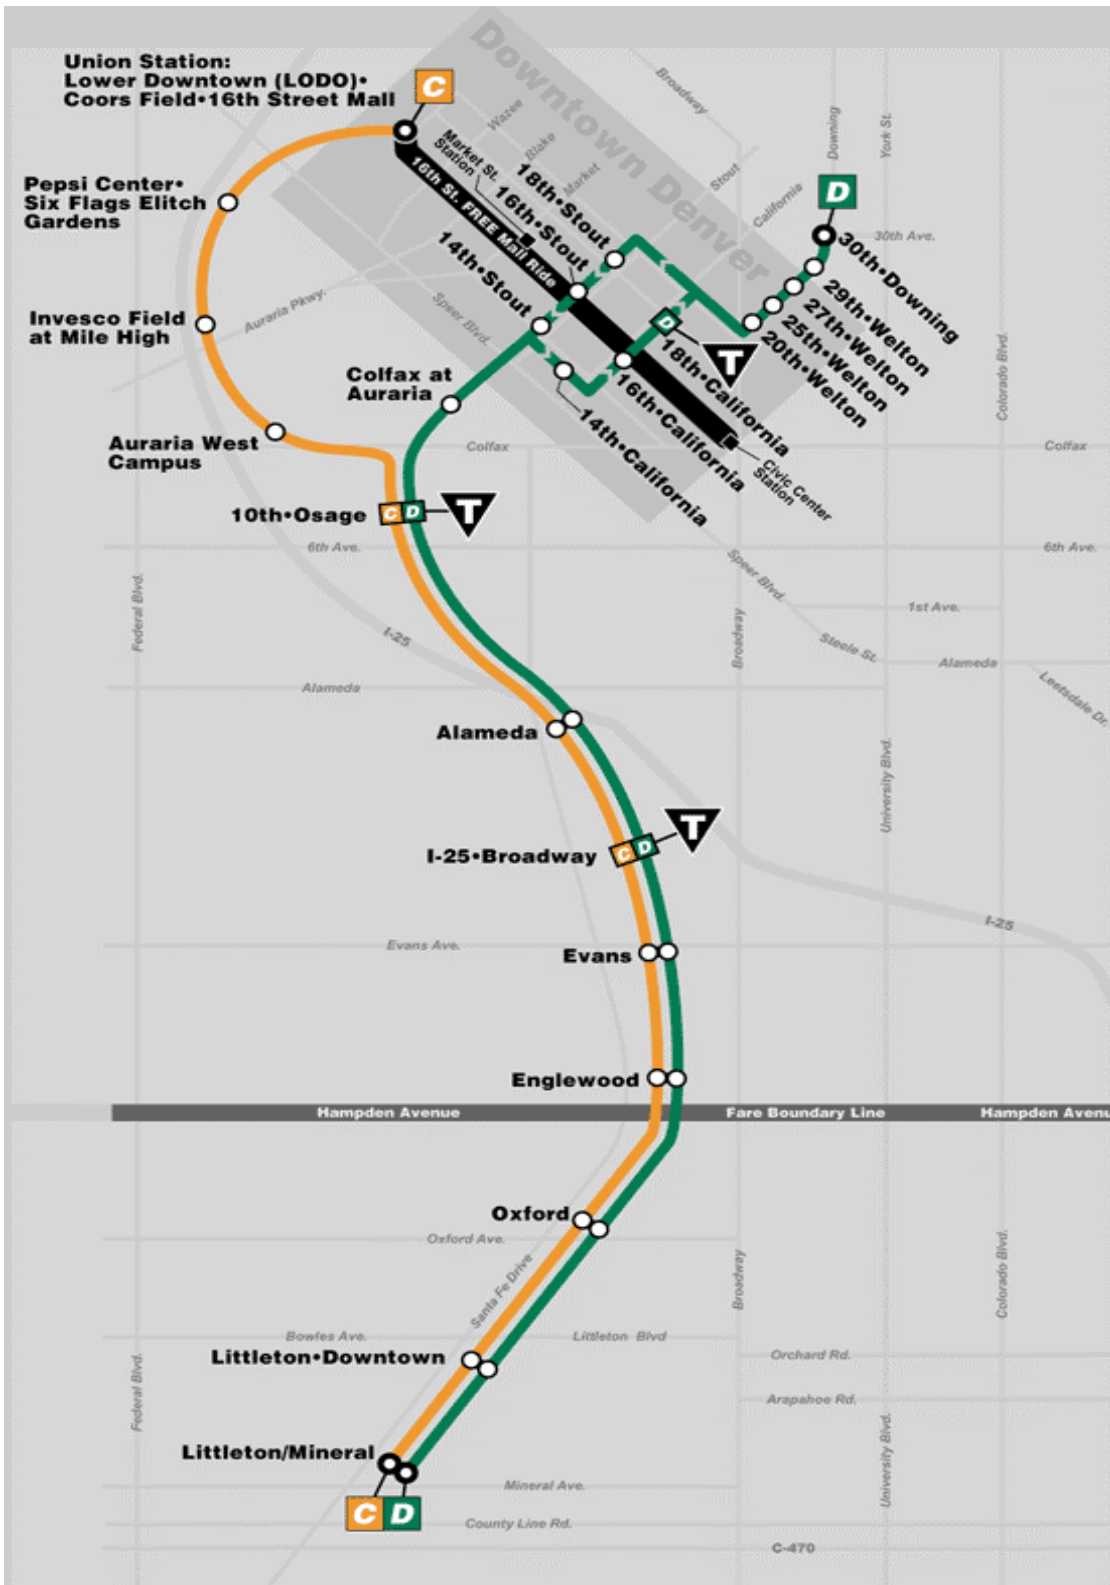 Union Station:
Lower Downtown (LODO)•
Coors Field•16th Street Mall
C
Downtown Denver
Broadway
Downing
York St.
Wazee
Blake
Market
Stout
California
Market St.
Station
16th St. FREE Mall Ride
18th•Stout
16th•Stout
14th•Stout
D
30th Ave.
30th•Downing
29th•Welton
27th•Welton
25th•Welton
20th•Welton
D
T
18th•California
16th•California
14th•California
Civic Center
Station
Pepsi Center•
Six Flags Elitch
Gardens
Invesco Field
at Mile High
Auraria Pkwy.
Speer Blvd.
Colorado Blvd.
Colfax at
Auraria
Auraria West
Campus
Colfax
Colfax
10th•Osage
C
D
T
6th Ave.
6th Ave.
Federal Blvd.
I-25
Speer Blvd.
1st Ave.
Broadway
Steele St.
Alameda
Leetsdale Dr.
Alameda
Alameda
University Blvd.
I-25•Broadway
C
D
T
Evans Ave.
Evans
I-25
Englewood
Hampden Avenue
Fare Boundary Line
Hampden Avenu
Oxford
Oxford Ave.
Santa Fe Drive
Broadway
Colorado Blvd.
Bowles Ave.
Littleton Blvd
Littleton•Downtown
Orchard Rd.
Arapahoe Rd.
Federal Blvd.
University Blvd.
Littleton/Mineral
Mineral Ave.
C
D
County Line Rd.
C-470